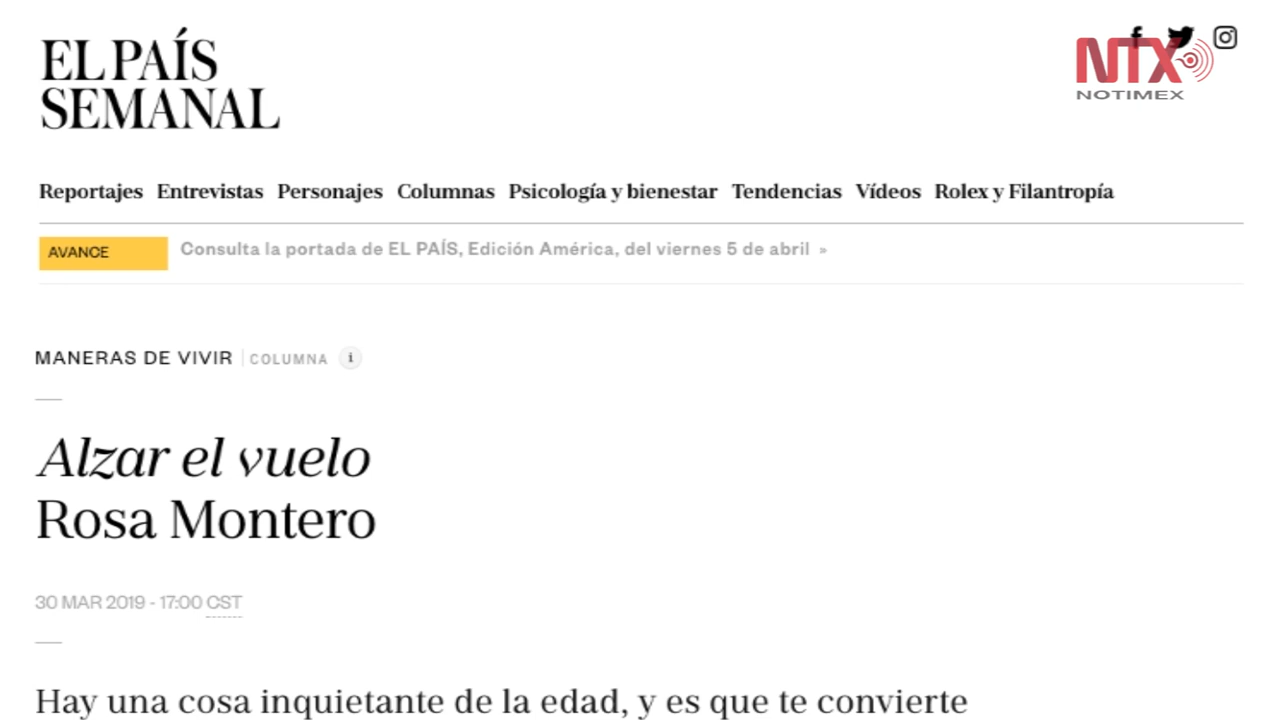 EL PAÍS
SEMANAL
NTX
NOTIMEX
Reportajes Entrevistas Personajes Columnas Psicología y bienestar Tendencias Vídeos Rolex y Filantropía
AVANCE Consulta la portada de EL PAÍS, Edición América, del viernes 5 de abril »
MANERAS DE VIVIR COLUMNA i
Alzar el vuelo
Rosa Montero
30 MAR 2019 - 17:00 CST
Hay una cosa inquietante de la edad, y es que te convierte